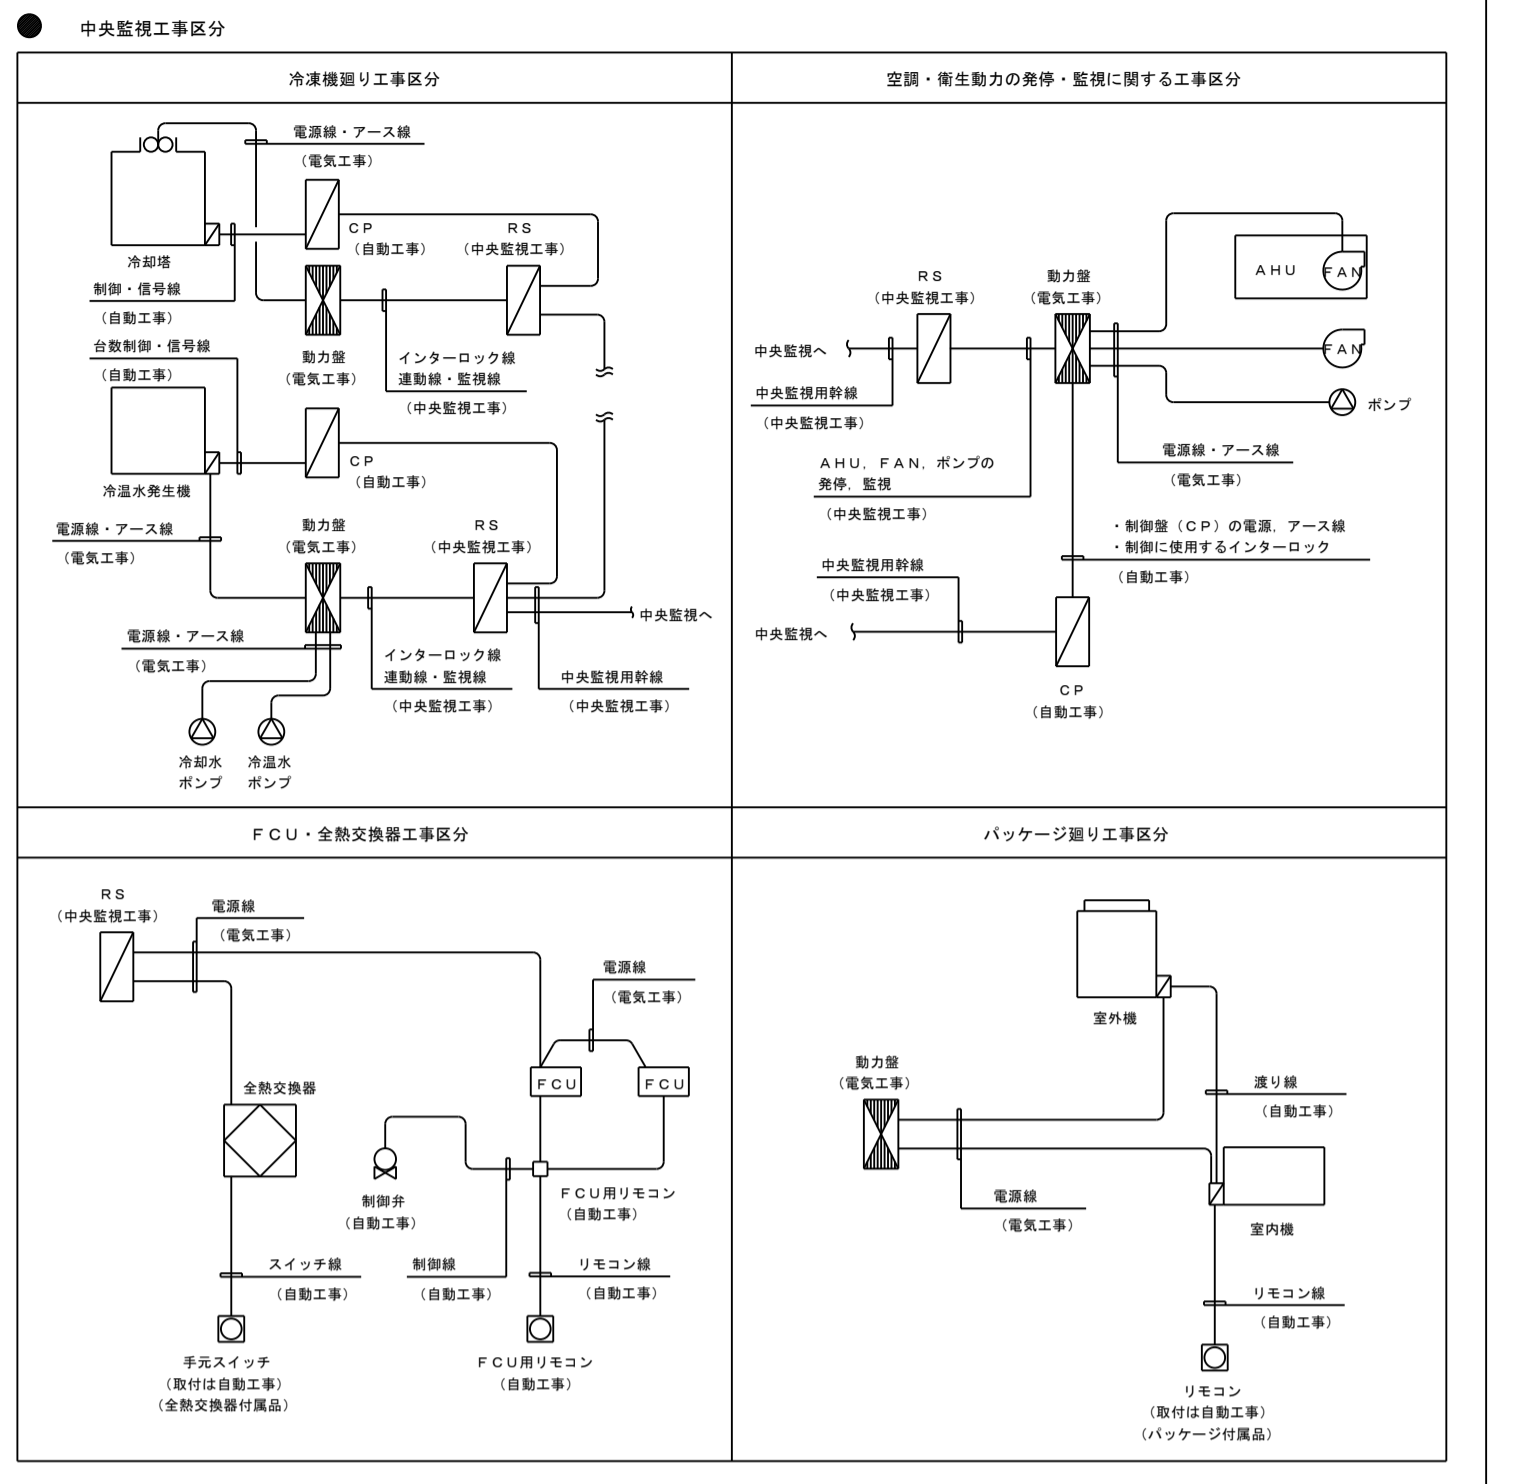 中央監視工事区分
冷凍機廻り工事区分
電源線・アース線
(電気工事)
CP
(自動工事)
RS
(中央監視工事)
冷却塔
制御・信号線
(自動工事)
台数制御・信号線
(自動工事)
動力盤
(電気工事)
インターロック線
連動線・監視線
(中央監視工事)
CP
(自動工事)
冷温水発生機
電源線・アース線
(電気工事)
動力盤
(電気工事)
RS
(中央監視工事)
中央監視へ
電源線・アース線
(電気工事)
インターロック線
連動線・監視線
(中央監視工事)
中央監視用幹線
(中央監視工事)
冷却水
ポンプ
冷温水
ポンプ
空調・衛生動力の発停・監視に関する工事区分
AHU
FAN
RS
(中央監視工事)
動力盤
(電気工事)
FAN
中央監視へ
中央監視用幹線
(中央監視工事)
ポンプ
電源線・アース線
(電気工事)
AHU, FAN, ポンプの
発停, 監視
(中央監視工事)
・制御盤(CP)の電源, アース線
・制御に使用するインターロック
(自動工事)
中央監視用幹線
(中央監視工事)
中央監視へ
CP
(自動工事)
FCU・全熱交換器工事区分
RS
(中央監視工事)
電源線
(電気工事)
電源線
(電気工事)
FCU
FCU
全熱交換器
制御弁
(自動工事)
FCU用リモコン
(自動工事)
スイッチ線
(自動工事)
制御線
(自動工事)
リモコン線
(自動工事)
手元スイッチ
(取付は自動工事)
(全熱交換器付属品)
FCU用リモコン
(自動工事)
パッケージ廻り工事区分
室外機
動力盤
(電気工事)
渡り線
(自動工事)
電源線
(電気工事)
室内機
リモコン線
(自動工事)
リモコン
(取付は自動工事)
(パッケージ付属品)